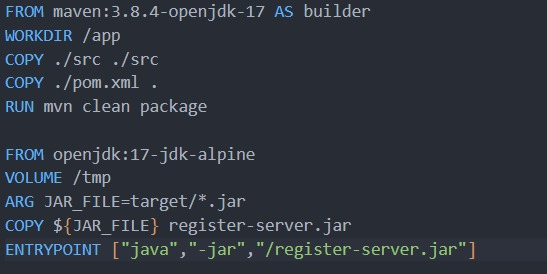 FROM maven:3.8.4-openjdk-17 AS builder
WORKDIR /app
COPY ./src ./src
COPY ./pom.xml .
RUN mvn clean package
FROM openjdk:17-jdk-alpine
VOLUME /tmp
ARG JAR_FILE=target/*.jar
COPY ${JAR_FILE} register-server.jar
ENTRYPOINT ["java","-jar","/register-server.jar"]